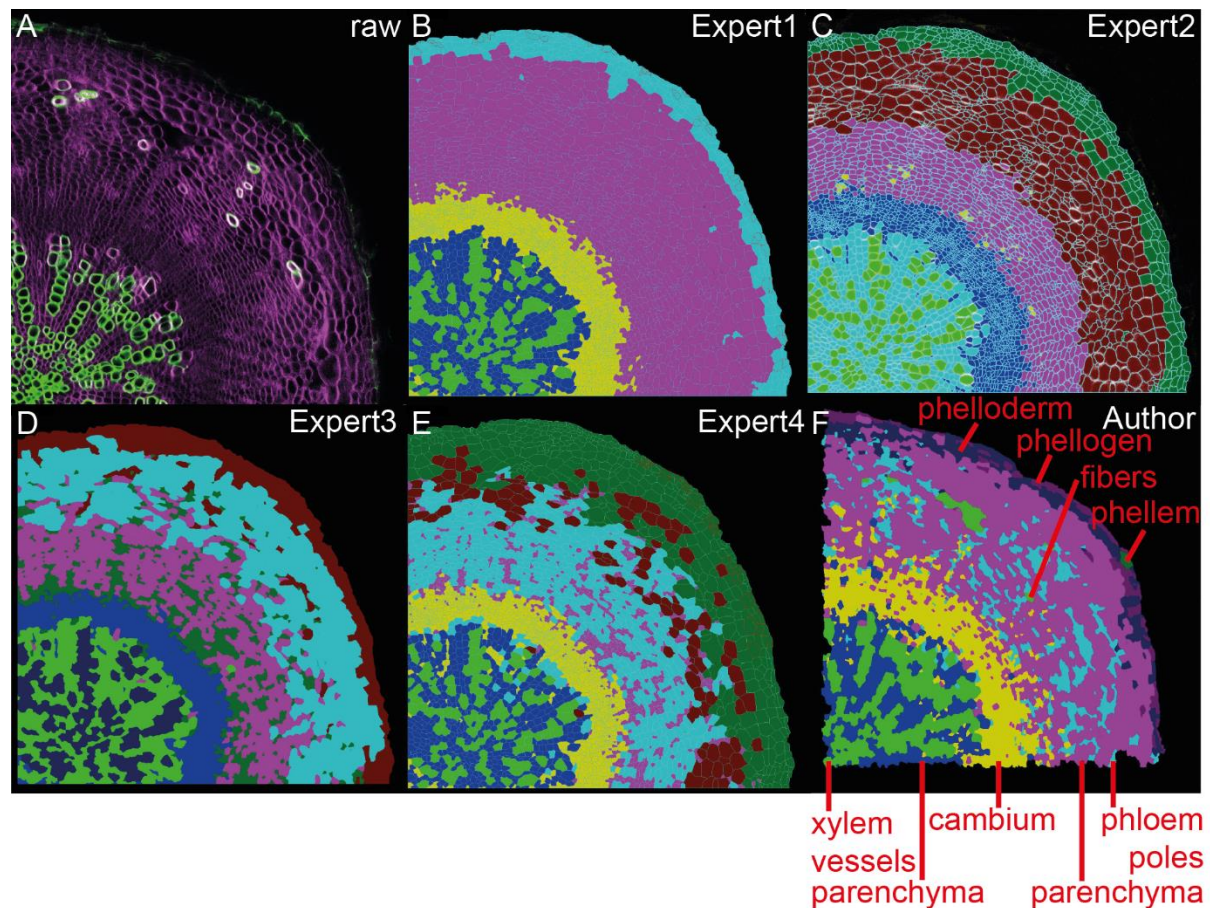 A
raw
B
Expert1
C
Expert2
D
Expert3
E
Expert4
F
Author
phelloderm
phellogen
fibers
phellem
xylem
cambium
phloem
vessels
poles
parenchyma
parenchyma